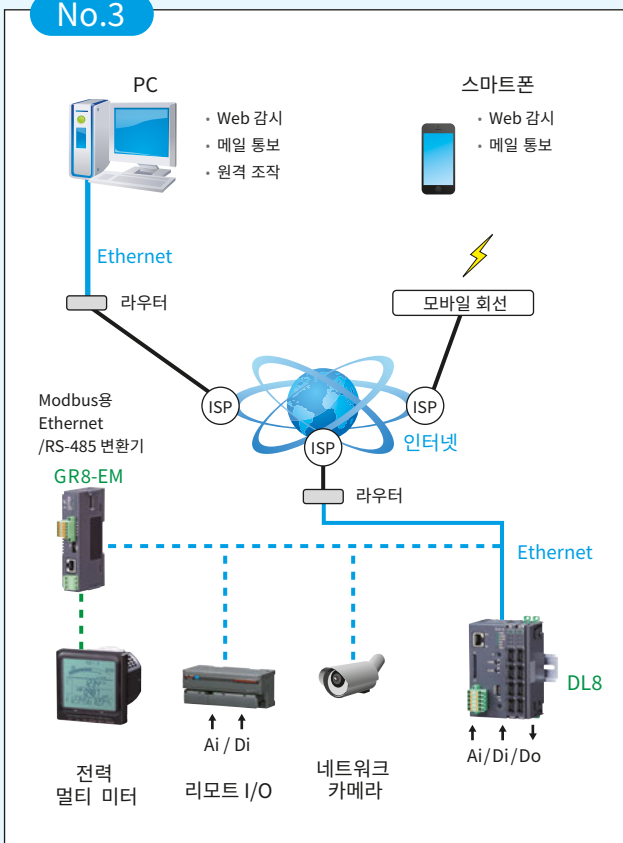 No.3
PC
• Web 감시
• 메일 통보
• 원격 조작
스마트폰
• Web 감시
• 메일 통보
Ethernet
라우터
모바일 회선
ISP
ISP
ISP
인터넷
Modbus용
Ethernet
/RS-485 변환기
GR8-EM
라우터
Ethernet
DL8
Ai / Di
Ai/Di/Do
전력
멀티 미터
리모트 I/O
네트워크
카메라